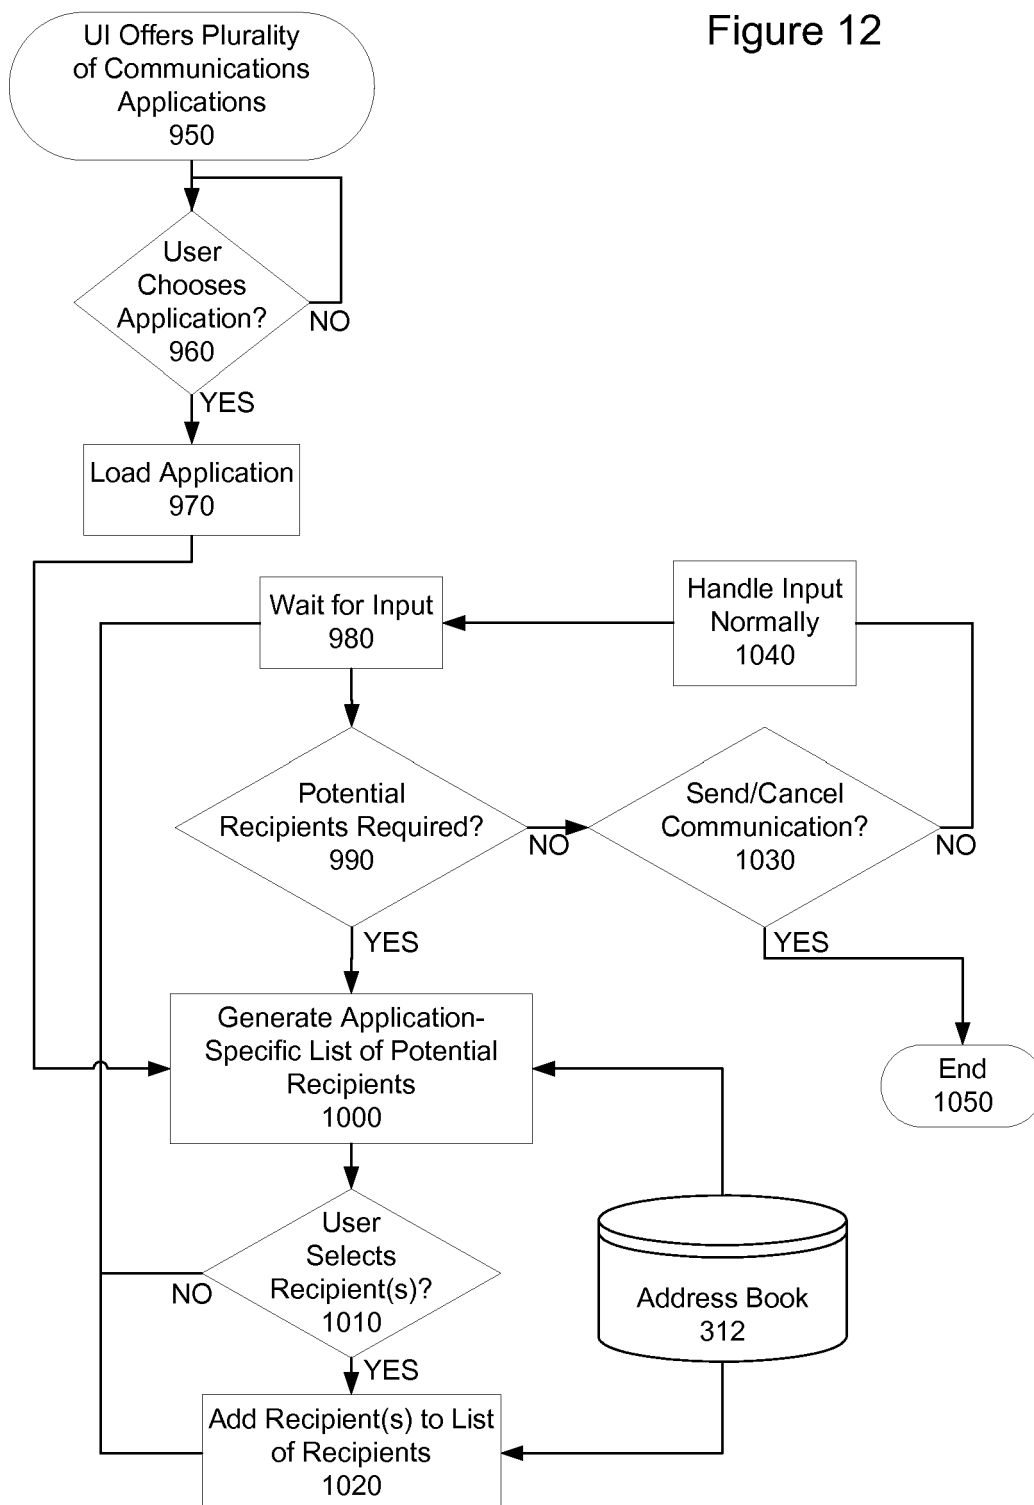 Figure 12
UI Offers Plurality
of Communications
Applications
950
User
Chooses
Application?
960
NO
YES
Load Application
970
Wait for Input
980
Handle Input
Normally
1040
Potential
Recipients Required?
990
NO
Send/Cancel
Communication?
1030
NO
YES
YES
Generate Application-
Specific List of Potential
Recipients
1000
End
1050
User
Selects
Recipient(s)?
1010
NO
YES
Address Book
312
Add Recipient(s) to List
of Recipients
1020